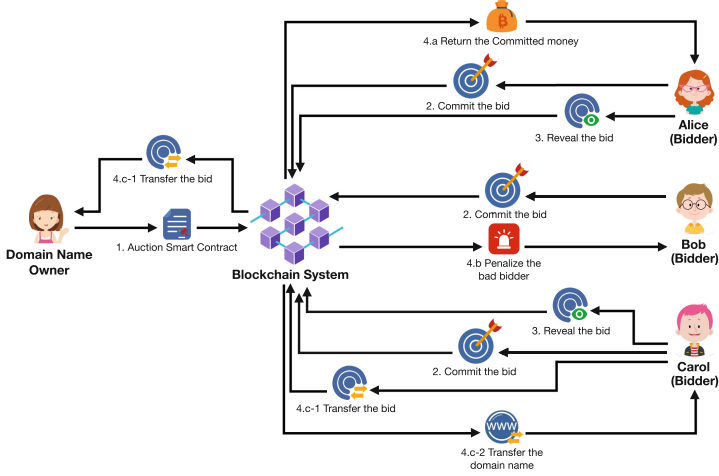 4.a Return the Committed money
2. Commit the bid
3. Reveal the bid
Alice
(Bidder)
4.c-1 Transfer the bid
2. Commit the bid
1. Auction Smart Contract
Domain Name
Owner
Blockchain System
4.b Penalize the
bad bidder
Bob
(Bidder)
3. Reveal the bid
2. Commit the bid
Carol
(Bidder)
4.c-1 Transfer the bid
WWW
4.c-2 Transfer the
domain name